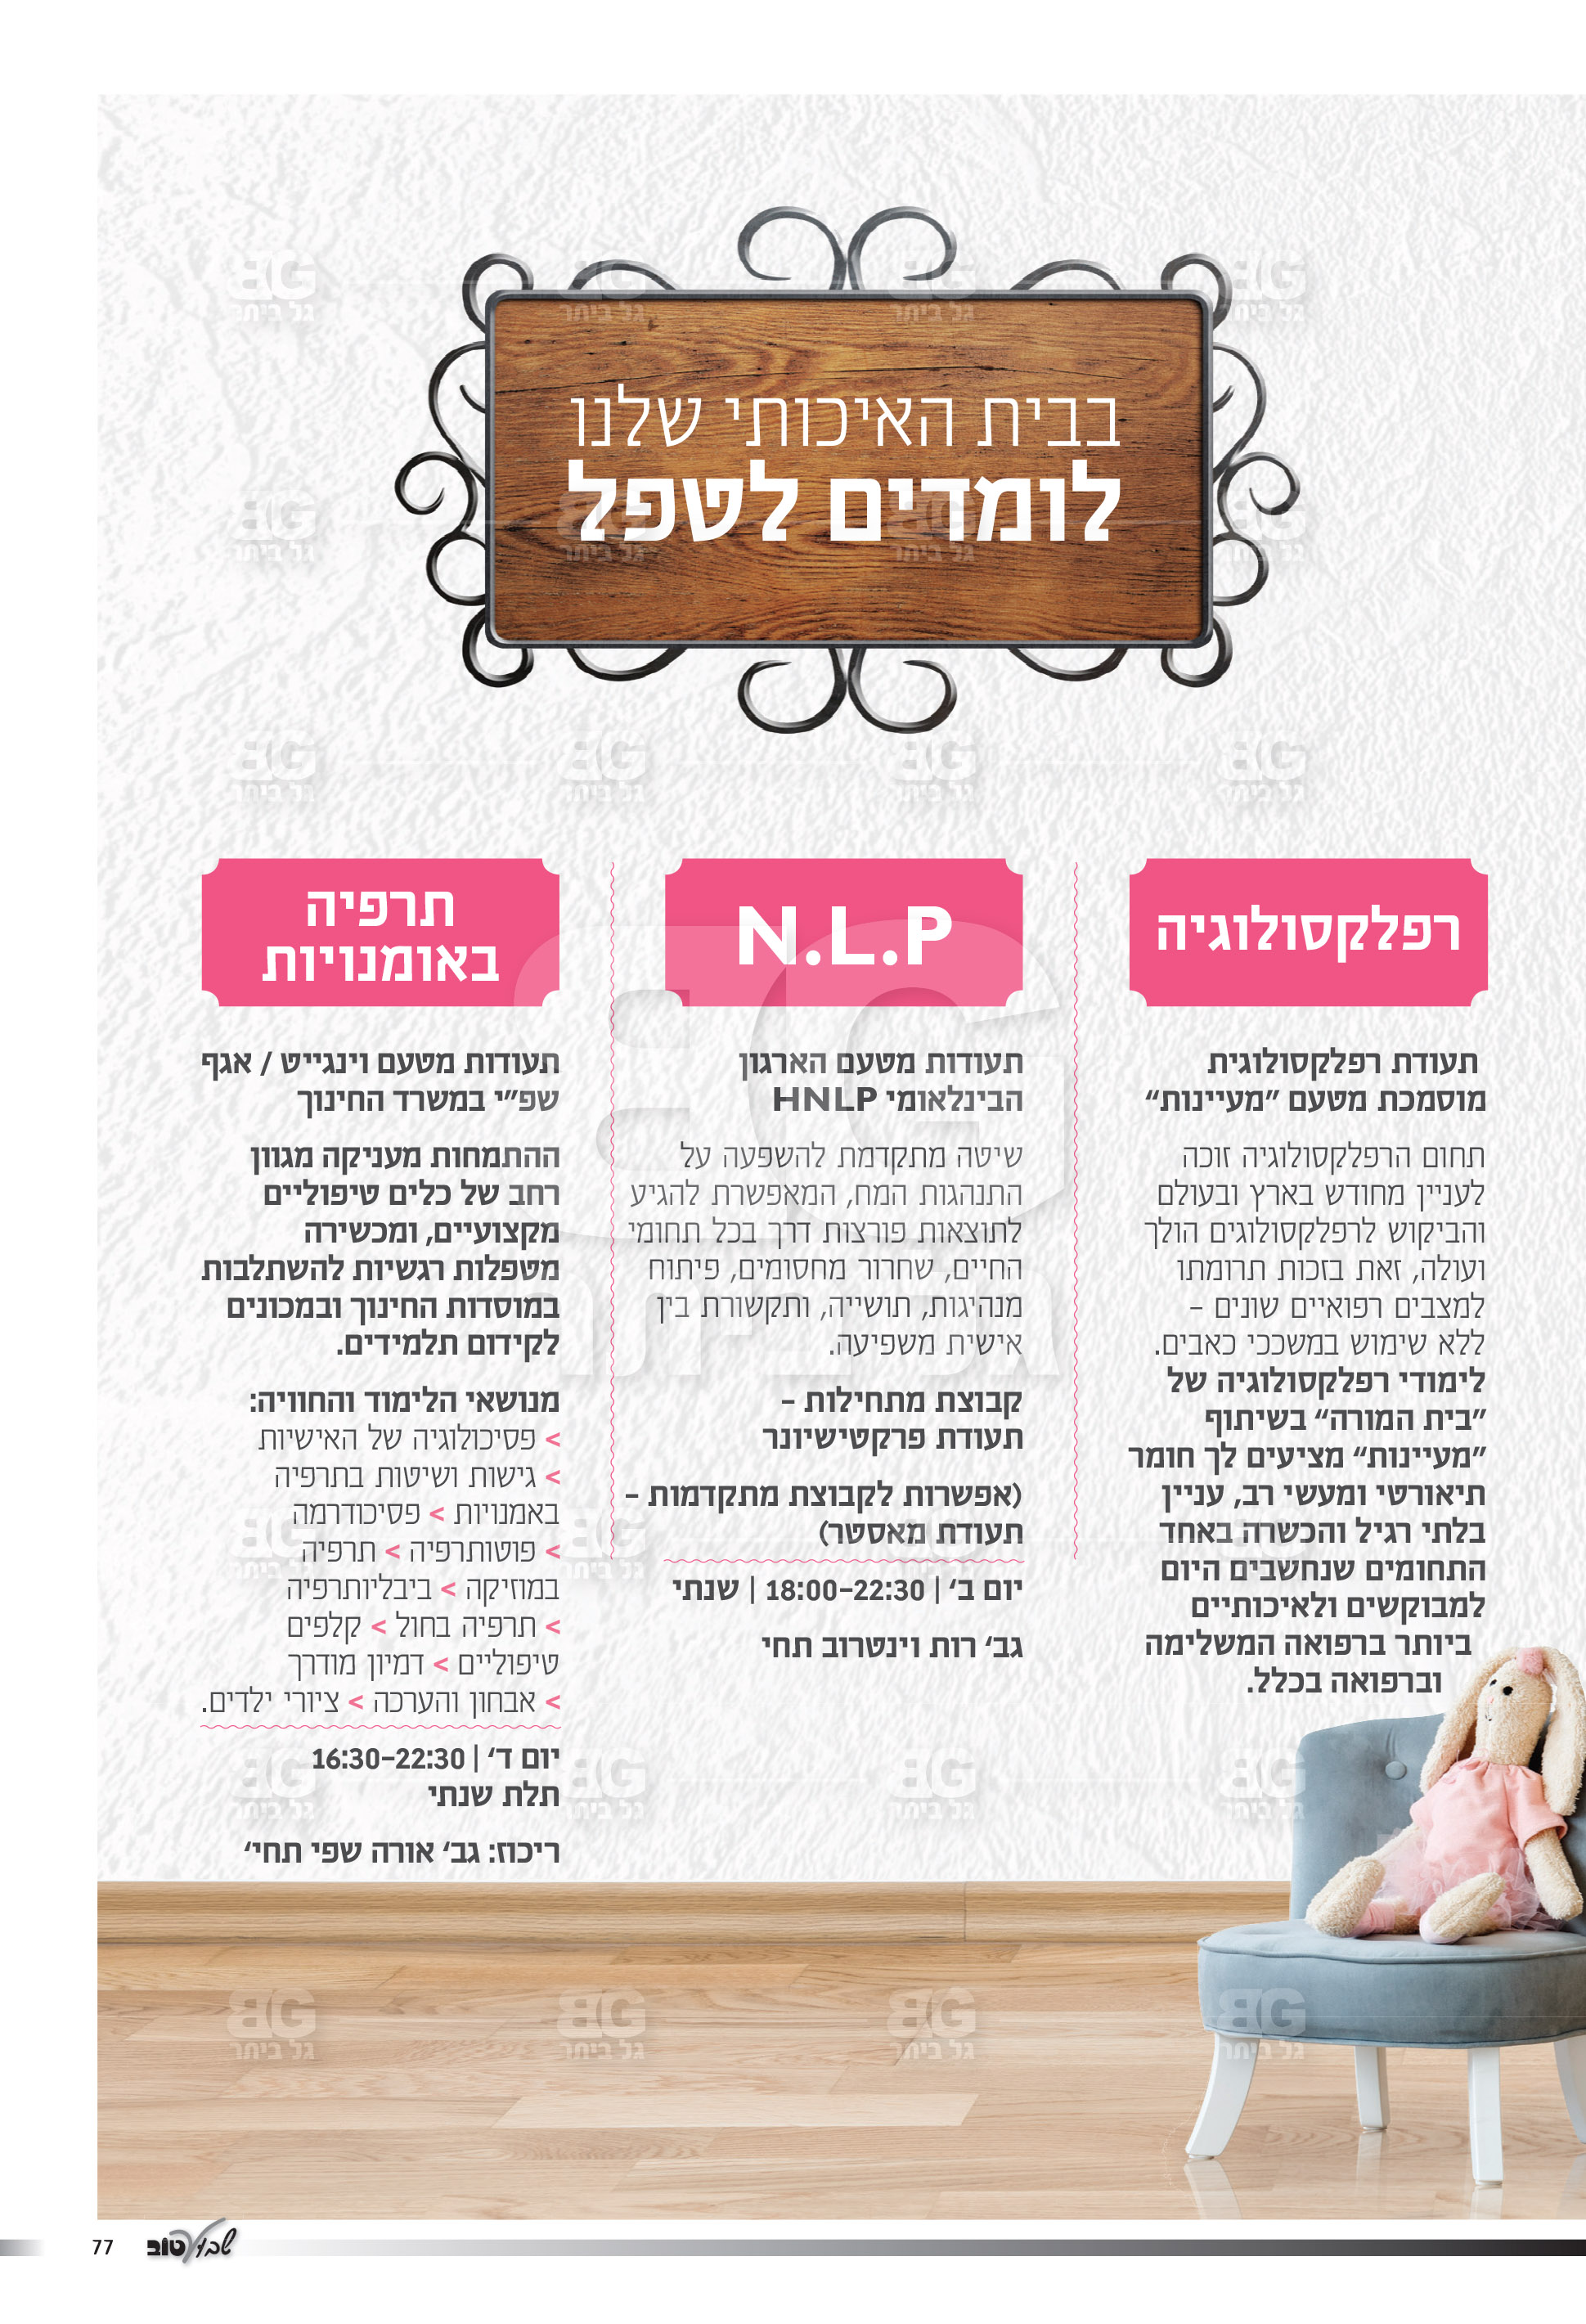 בבית האיכותי שלנו
לומדים לטפל
רפלקסולוגיה
תעודת רפלקסולוגית
מוסמכת מטעם "מעיינות"
תחום הרפלקסולוגיה זוכה
לעניין מחודש בארץ ובעולם
והביקוש לרפלקסולוגים הולך
ועולה, זאת בזכות תרומתו
למצבים רפואיים שונים –
ללא שימוש במשככי כאבים.
לימודי רפלקסולוגיה של
"בית המורה" בשיתוף
"מעיינות" מציעים לך חומר
תיאורטי ומעשי רב, עניין
בלתי רגיל והכשרה באחד
התחומים שנחשבים היום
למבוקשים ולאיכותיים
ביותר ברפואה המשלימה
וברפואה בכלל.
N.L.P
תעודות מטעם הארגון
הבינלאומי HNLP
שיטה מתקדמת להשפעה על
התנהגות המח, המאפשרת להגיע
לתוצאות פורצות דרך בכל תחומי
החיים, שחרור מחסומים, פיתוח
מנהיגות, תושייה, ותקשורת בין
אישית משפיעה.
קבוצת מתחילות –
תעודת פרקטישיונר
(אפשרות לקבוצת מתקדמות –
תעודת מאסטר)
יום ב' | 18:00-22:30 | שנתי
גב' רות וינטרוב תחי
תרפיה
באומנויות
תעודות מטעם וינגייט / אגף
שפ"י במשרד החינוך
ההתמחות מעניקה מגוון
רחב של כלים טיפוליים
מקצועיים, ומכשירה
מטפלות רגשיות להשתלבות
במוסדות החינוך ובמכונים
לקידום תלמידים.
מנושאי הלימוד והחוויה:
> פסיכולוגיה של האישיות
> גישות ושיטות בתרפיה
באמנויות > פסיכודרמה
> פוטותרפיה > תרפיה
במוזיקה > ביבליותרפיה
> תרפיה בחול > קלפים
טיפוליים > דמיון מודרך
> אבחון והערכה > ציורי ילדים.
יום ד' | 16:30-22:30
תלת שנתי
ריכוז: גב' אורה שפי תחי'
שבוע טוב
77
BG
גל ביתר